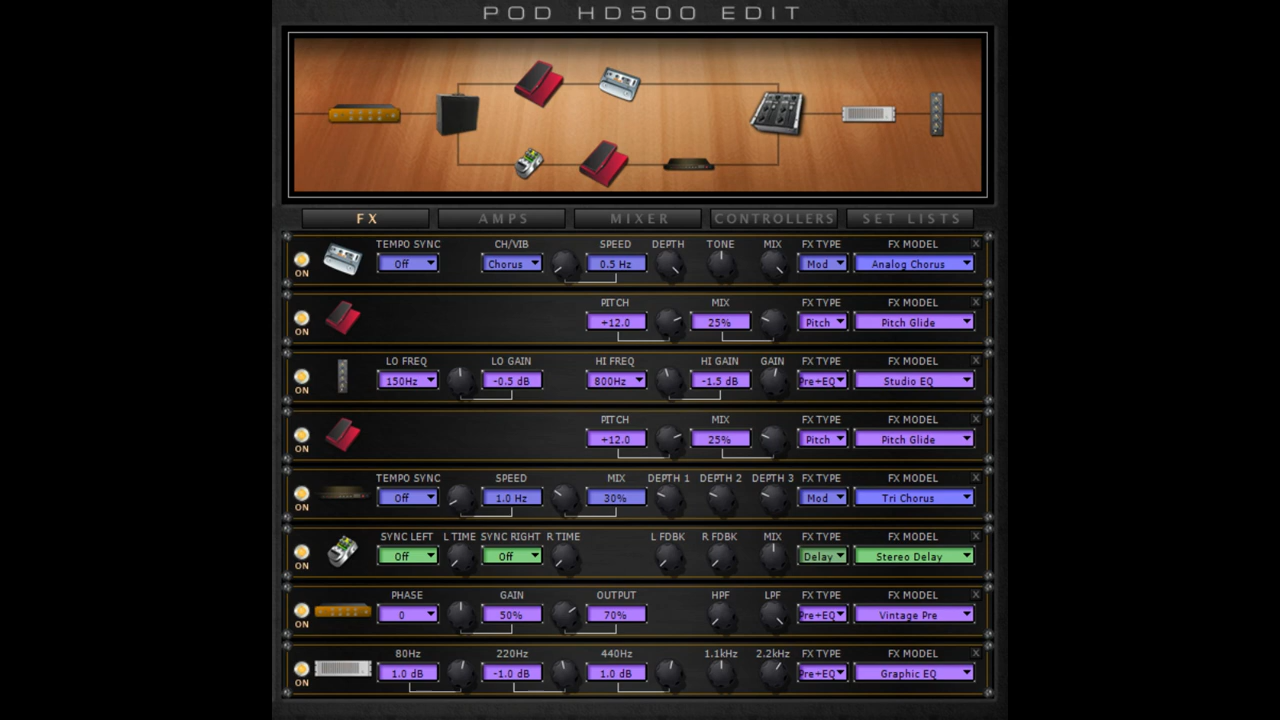 POD HD500 EDIT
FX AMPS MIXER CONTROLLERS SET LISTS
TEMPO SYNC CH/VIB SPEED DEPTH TONE MIX FX TYPE FX MODEL X
ON Off Chorus 0.5 Hz Mod Analog Chorus
PITCH MIX FX TYPE FX MODEL X
ON +12.0 25% Pitch Pitch Glide
LO FREQ LO GAIN HI FREQ HI GAIN GAIN FX TYPE FX MODEL X
ON 150Hz -0.5 dB 800Hz -1.5 dB Pre+EQ Studio EQ
PITCH MIX FX TYPE FX MODEL X
ON +12.0 25% Pitch Pitch Glide
TEMPO SYNC SPEED MIX DEPTH 1 DEPTH 2 DEPTH 3 FX TYPE FX MODEL X
ON Off 1.0 Hz 30% Mod Tri Chorus
SYNC LEFT L TIME SYNC RIGHT R TIME L FDBK R FDBK MIX FX TYPE FX MODEL X
ON Off Off Delay Stereo Delay
PHASE GAIN OUTPUT HPF LPF FX TYPE FX MODEL X
ON 0 50% 70% Pre+EQ Vintage Pre
80Hz 220Hz 440Hz 1.1kHz 2.2kHz FX TYPE FX MODEL X
ON 1.0 dB -1.0 dB 1.0 dB Pre+EQ Graphic EQ